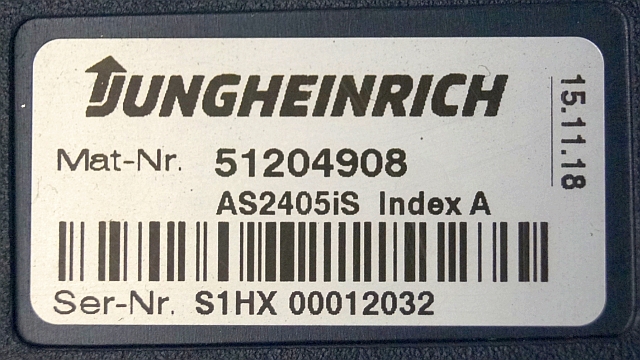 JUNGHEINRICH
15.11.18
Mat-Nr. 51204908
AS2405iS Index A
Ser-Nr. S1HX 00012032